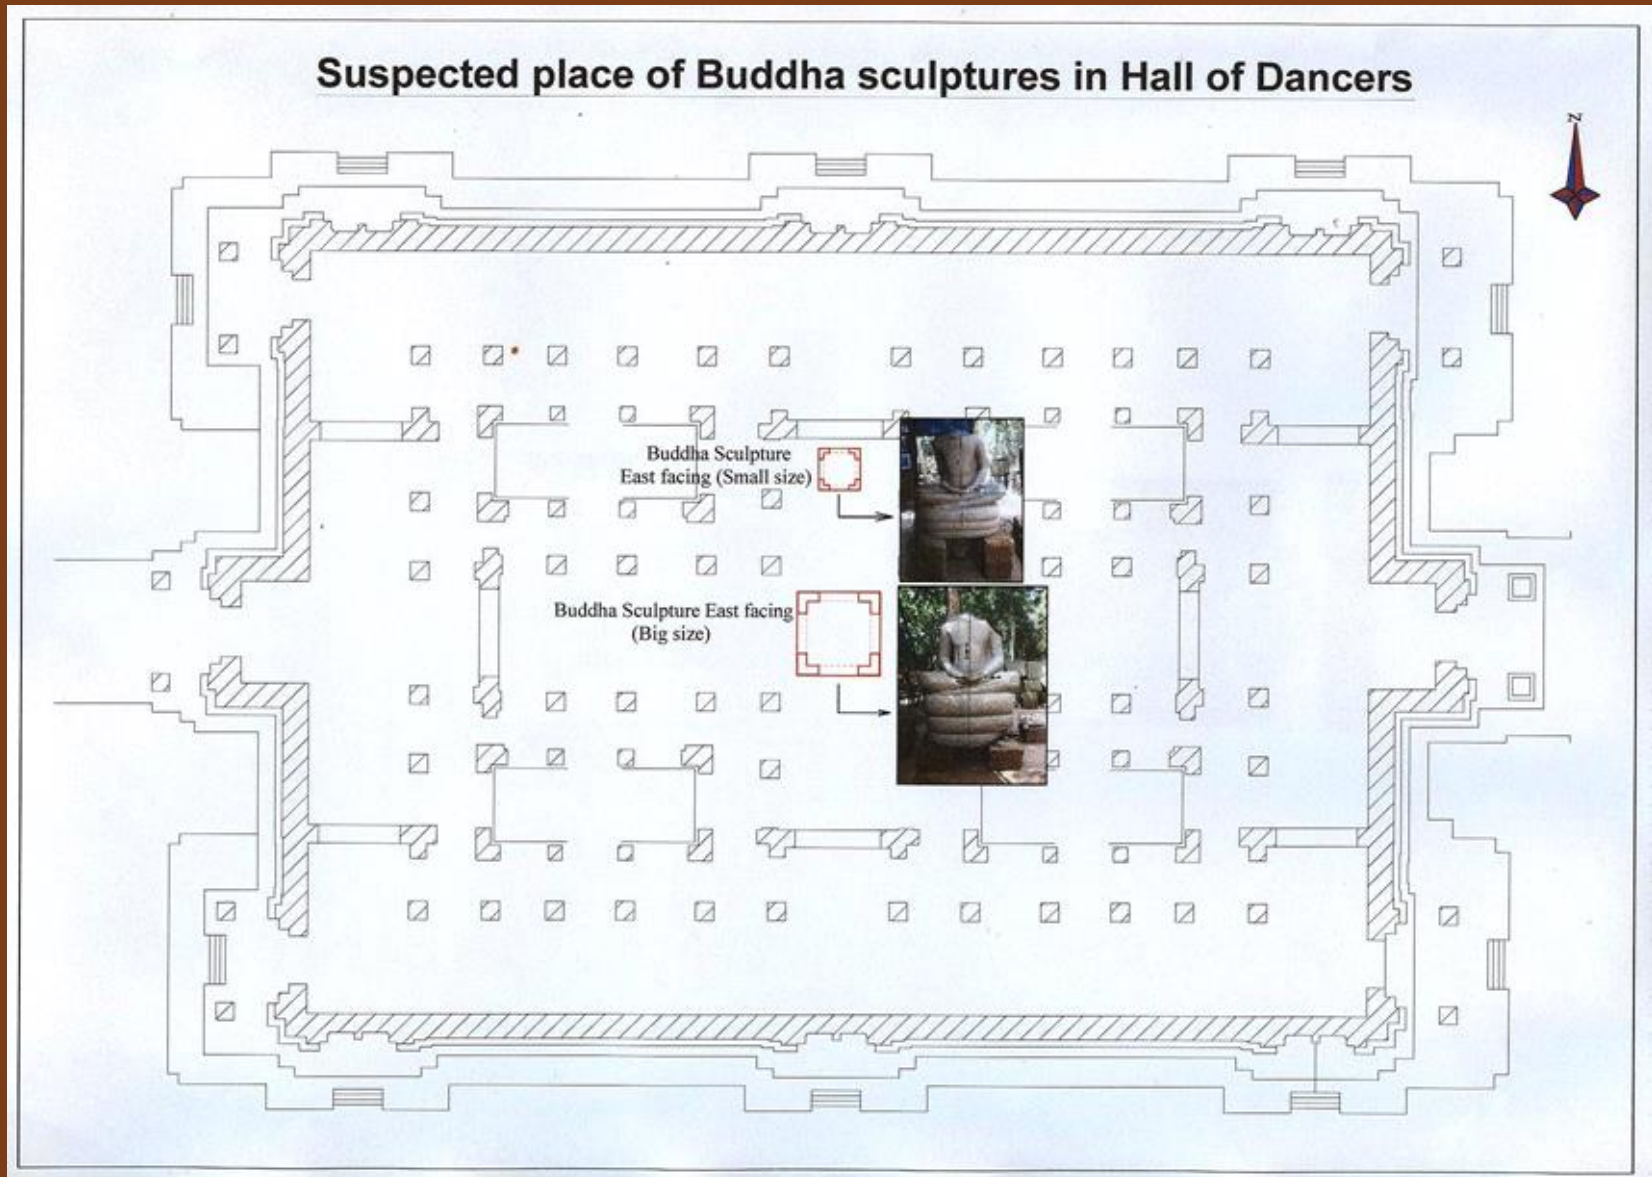 Suspected place of Buddha sculptures in Hall of Dancers
N
Buddha Sculpture
East facing (Small size)
Buddha Sculpture East facing
(Big size)